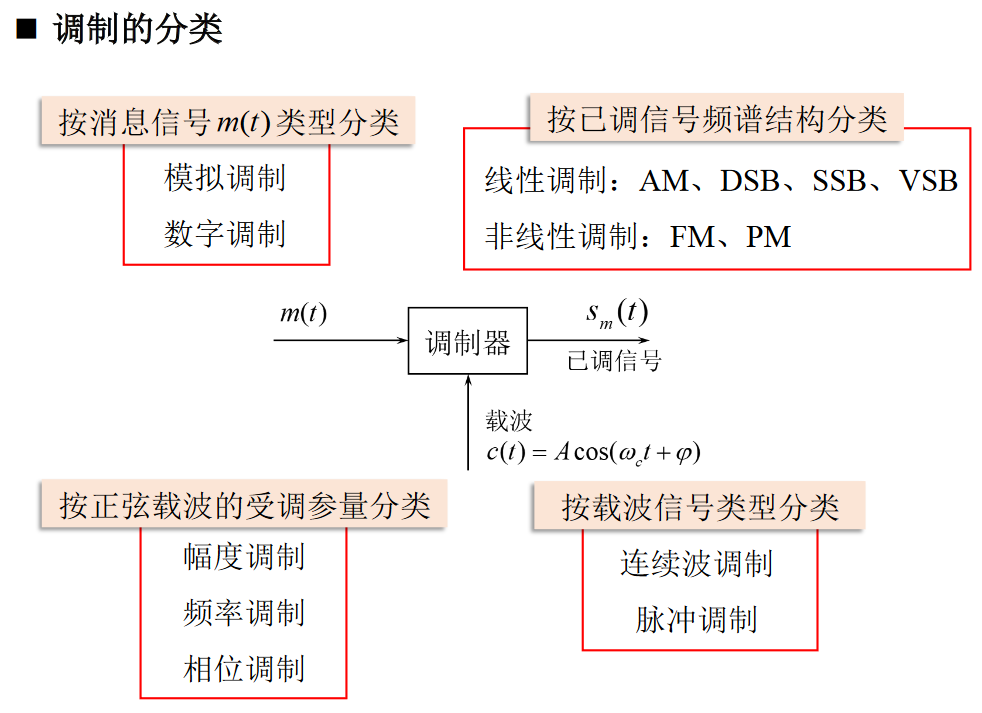 ■ 调制的分类
按消息信号m(t)类型分类
模拟调制
数字调制
按已调信号频谱结构分类
线性调制：AM、DSB、SSB、VSB
非线性调制：FM、PM
m(t)
调制器
s_m(t)
已调信号
载波
c(t) = A cos(ω_c t + φ)
按正弦载波的受调参量分类
幅度调制
频率调制
相位调制
按载波信号类型分类
连续波调制
脉冲调制